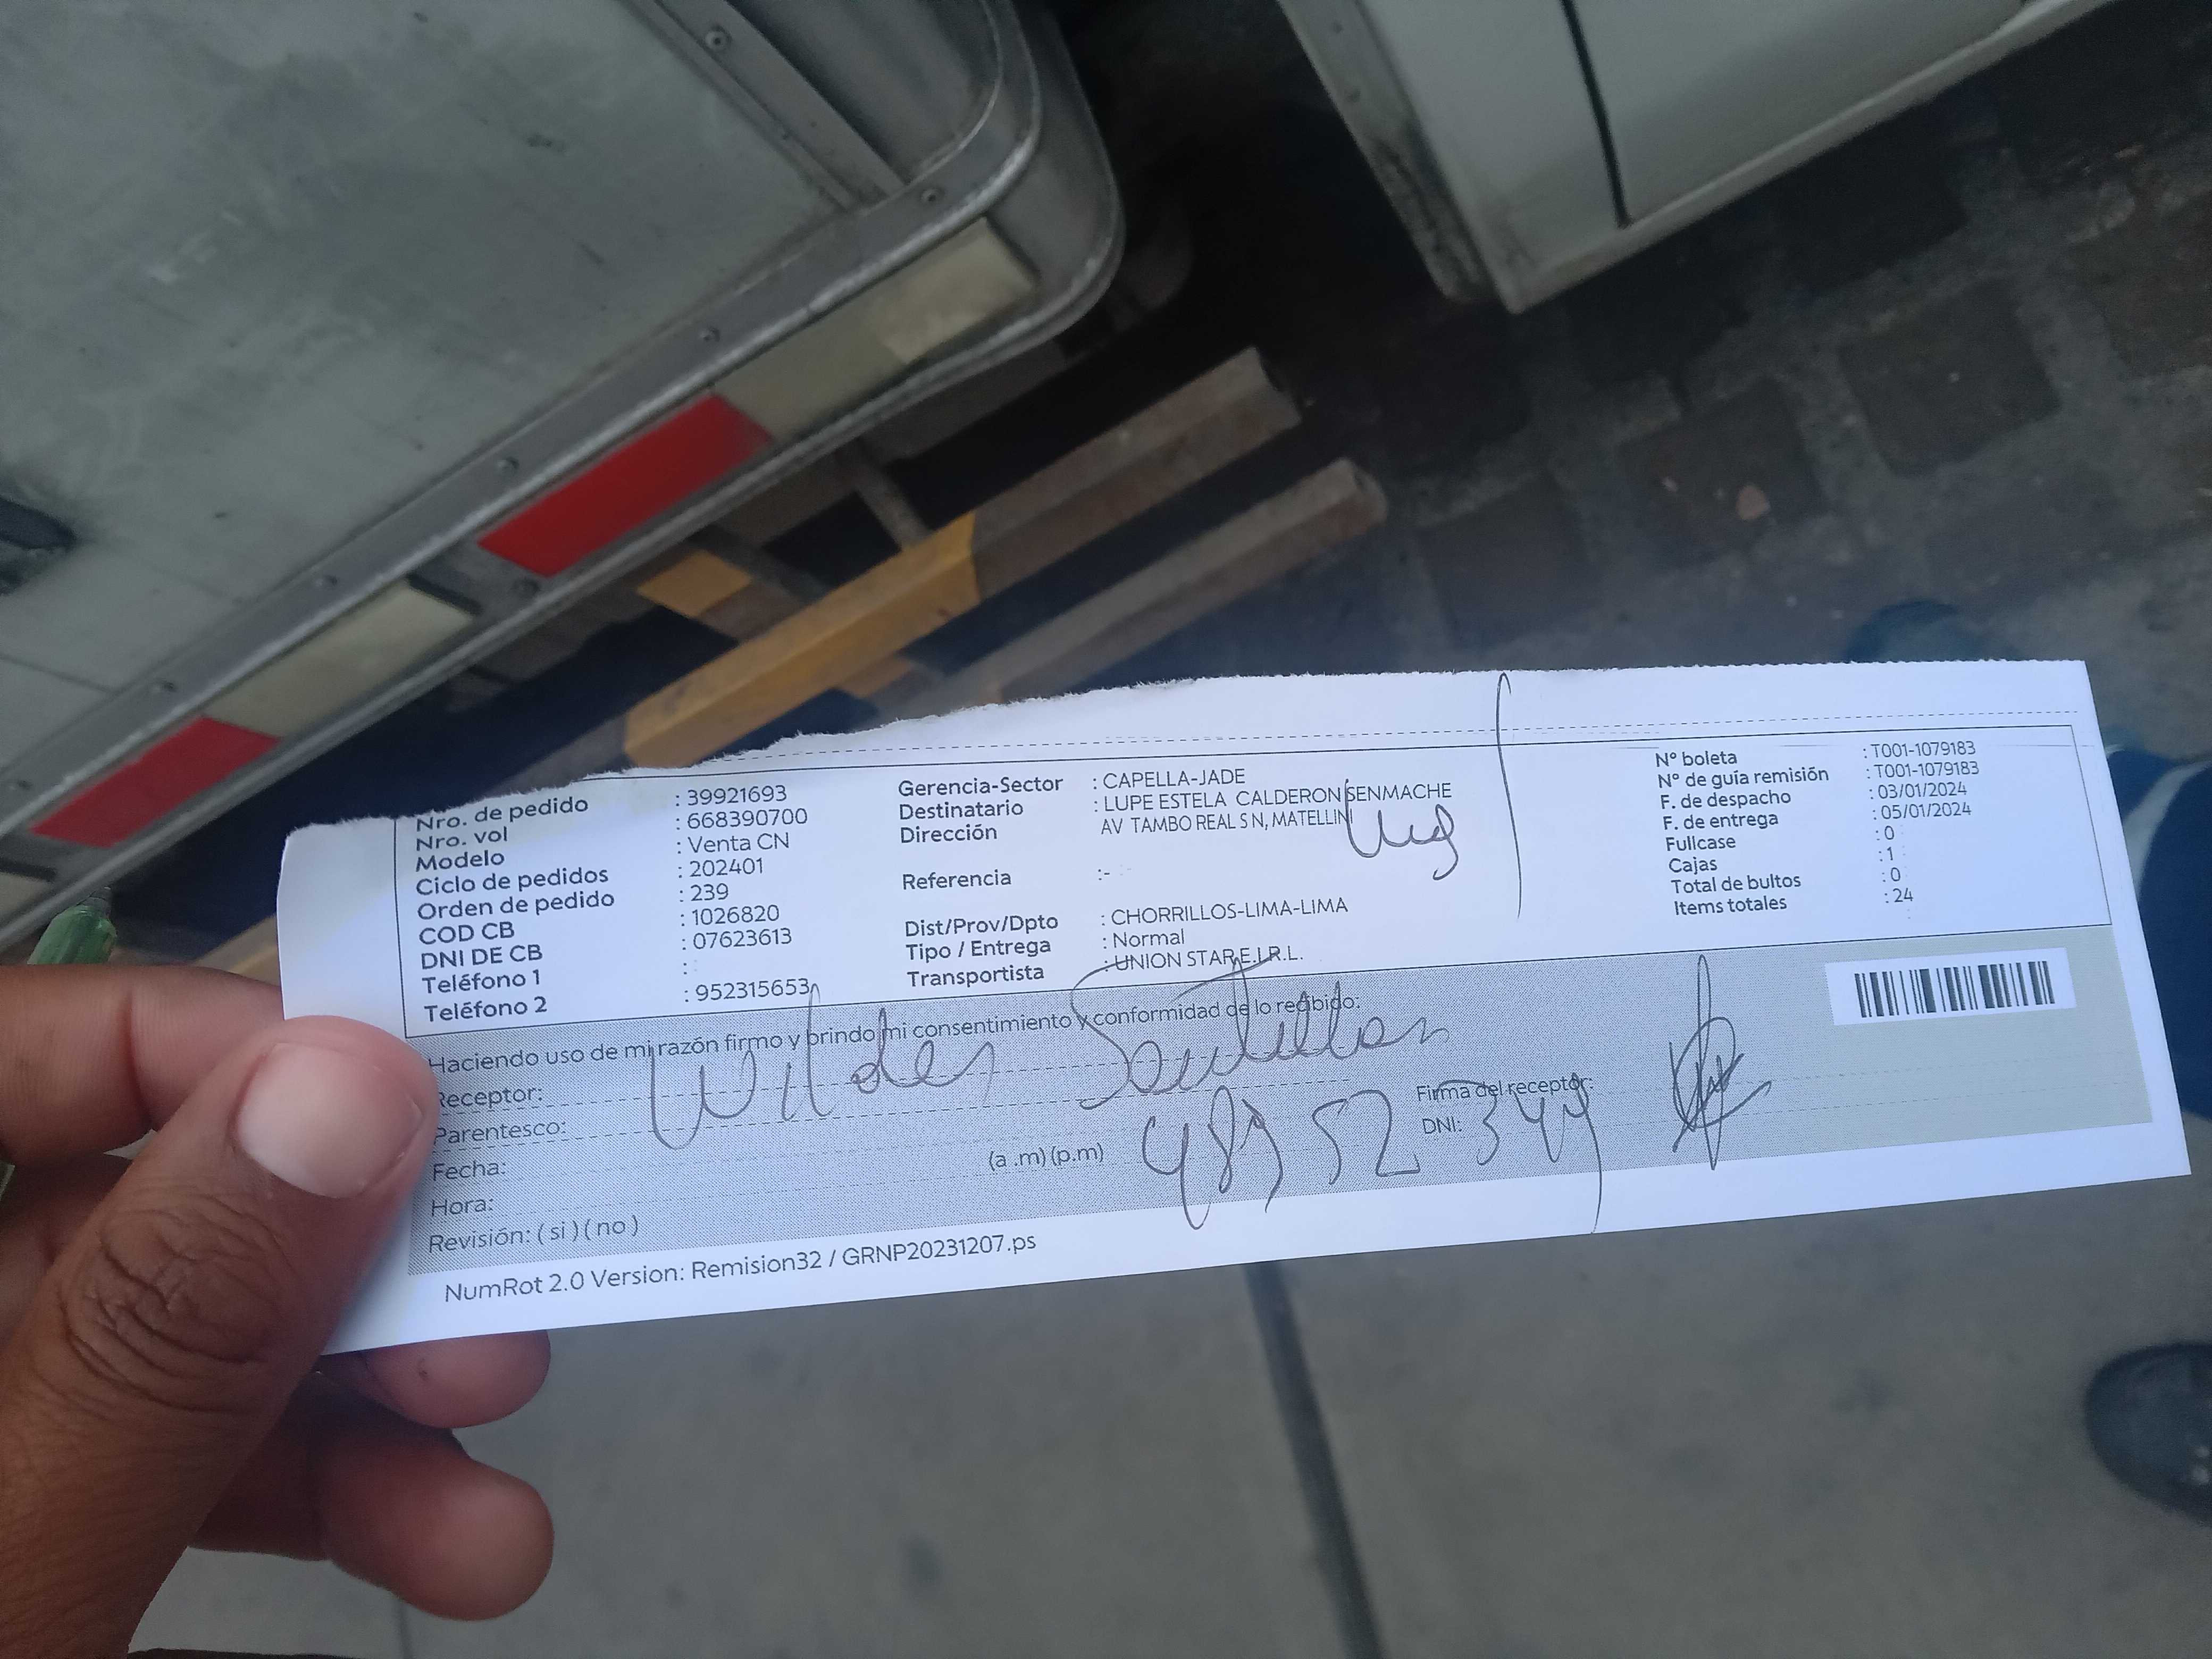 Nro. de pedido : 39921693
Nro. vol : 668390700
Modelo : Venta CN
Ciclo de pedidos : 202401
Orden de pedido : 239
COD CB : 1026820
DNI DE CB : 07623613
Teléfono 1 :
Teléfono 2 : 952315653
Gerencia-Sector : CAPELLA-JADE
Destinatario : LUPE ESTELA CALDERON SENMACHE
Dirección AV TAMBO REAL S N, MATELLINI
Referencia :-
Dist/Prov/Dpto : CHORRILLOS-LIMA-LIMA
Tipo / Entrega : Normal
Transportista : UNION STAR E.I.R.L.
N° boleta : T001-1079183
N° de guía remisión : T001-1079183
F. de despacho : 03/01/2024
F. de entrega : 05/01/2024
Fullcase : 0
Cajas : 1
Total de bultos : 0
Items totales : 24
Haciendo uso de mi razón firmo y brindo mi consentimiento y conformidad de lo recibido:
Receptor: Wilder
Parentesco:
Fecha:
Hora: (a .m) (p.m)
Revisión: ( si ) ( no )
Firma del receptor:
DNI:
NumRot 2.0 Version: Remision32 / GRNP20231207.ps